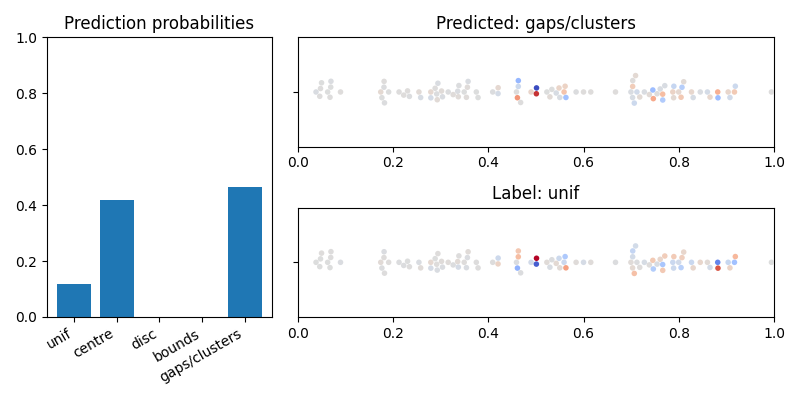 Prediction probabilities
1.0
0.8
0.6
0.4
0.2
0.0
unif
centre
disc
bounds
gaps/clusters
Predicted: gaps/clusters
0.0 0.2 0.4 0.6 0.8 1.0
Label: unif
0.0 0.2 0.4 0.6 0.8 1.0